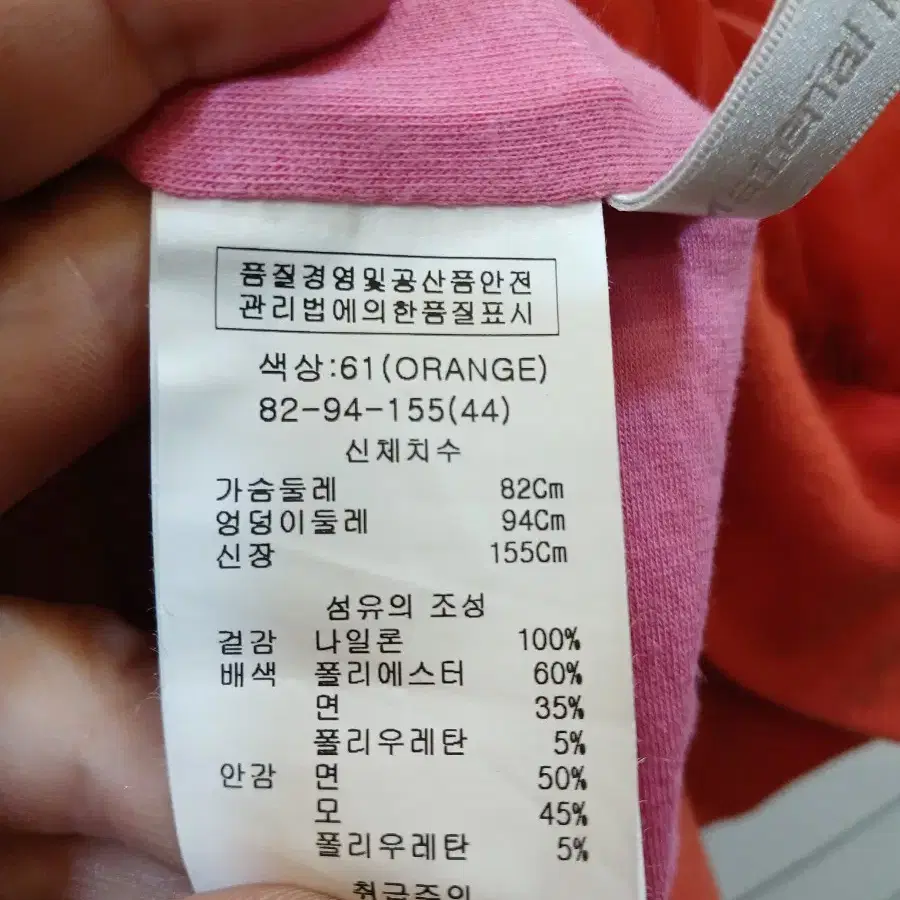 품질경영및공산품안전
관리법에의한품질표시
색상:61(ORANGE)
82-94-155(44)
신체치수
가슴둘레 82Cm
엉덩이둘레 94Cm
신장 155Cm
섬유의 조성
겉감 나일론 100%
배색 폴리에스터 60%
면 35%
폴리우레탄 5%
안감 면 50%
모 45%
폴리우레탄 5%
취급주의